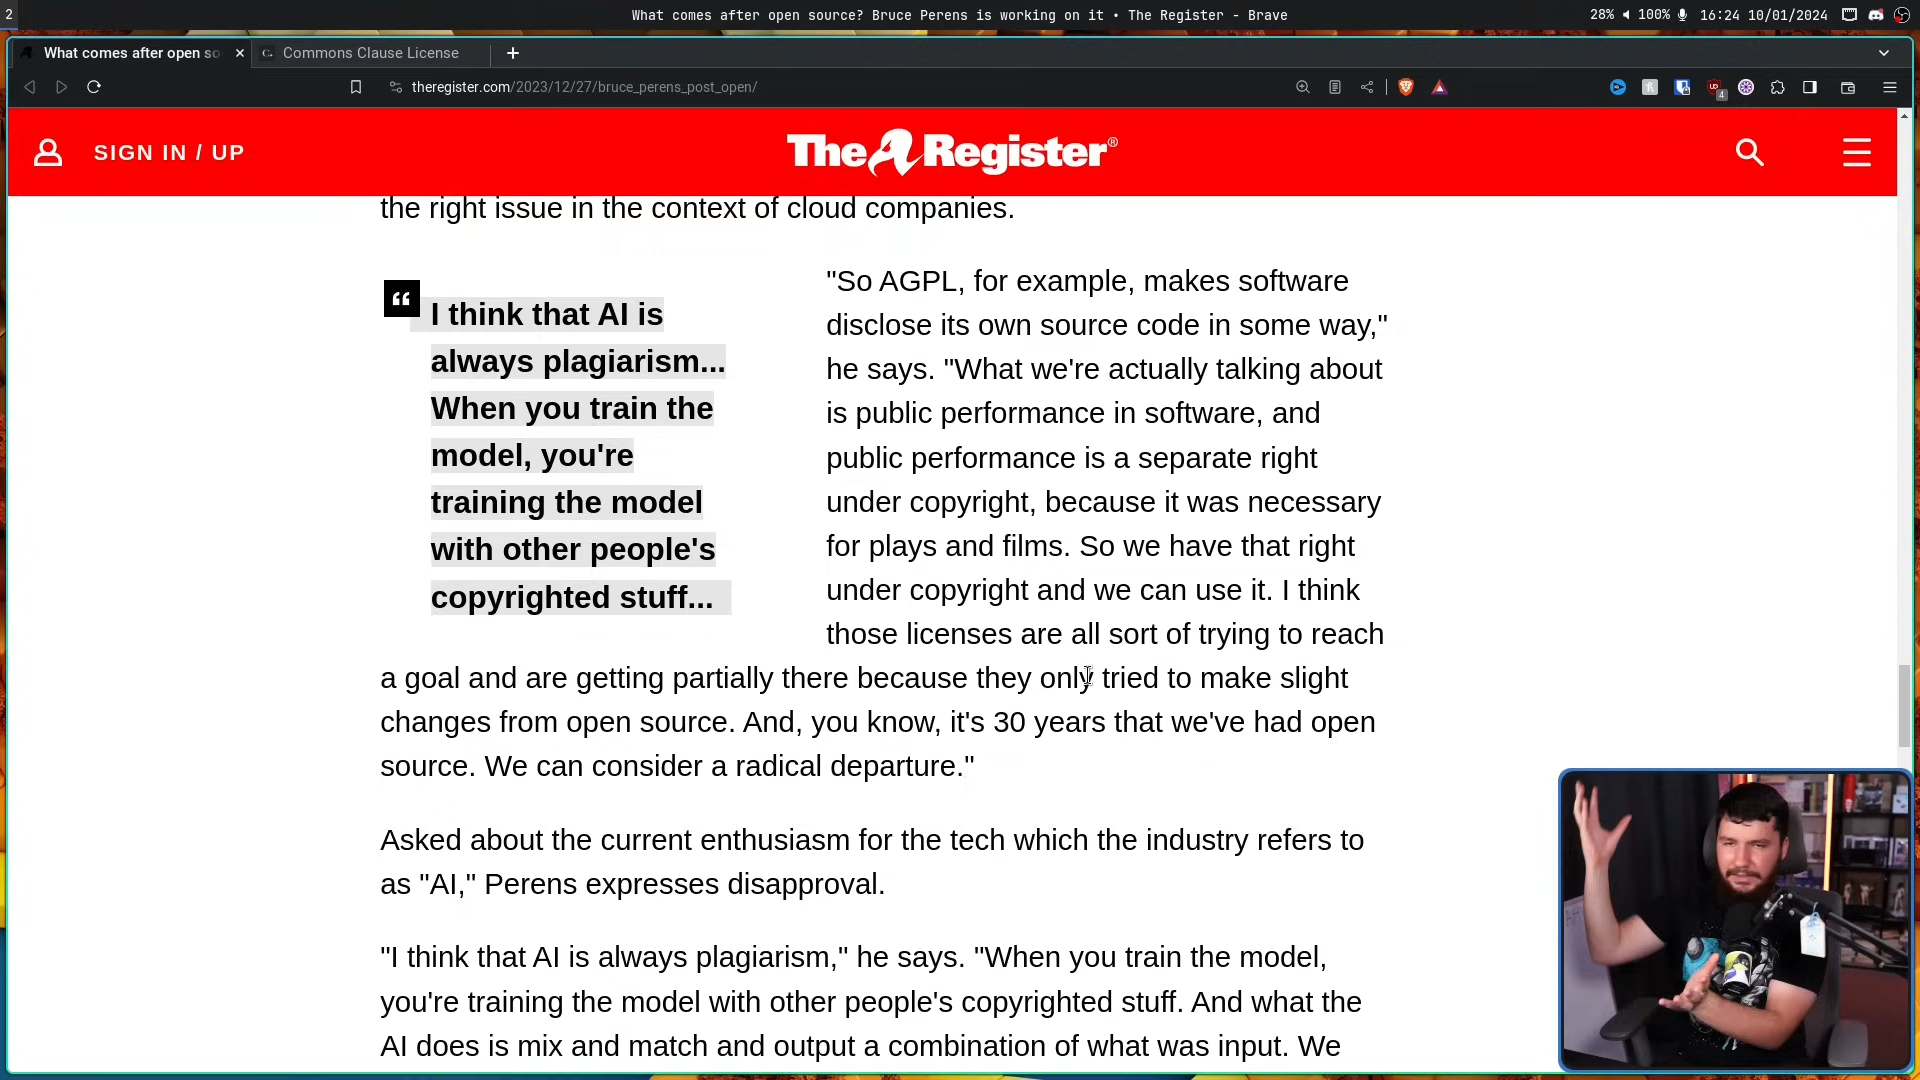 2
What comes after open source? Bruce Perens is working on it • The Register - Brave
28%
100%
16:24 10/01/2024
What comes after open so
Commons Clause License
theregister.com/2023/12/27/bruce_perens_post_open/
4
SIGN IN / UP
The Register®
the right issue in the context of cloud companies.
"So AGPL, for example, makes software
disclose its own source code in some way,"
he says. "What we're actually talking about
is public performance in software, and
public performance is a separate right
under copyright, because it was necessary
for plays and films. So we have that right
under copyright and we can use it. I think
those licenses are all sort of trying to reach
“ I think that AI is
always plagiarism...
When you train the
model, you're
training the model
with other people's
copyrighted stuff...
a goal and are getting partially there because they only tried to make slight
changes from open source. And, you know, it's 30 years that we've had open
source. We can consider a radical departure."
Asked about the current enthusiasm for the tech which the industry refers to
as "AI," Perens expresses disapproval.
"I think that AI is always plagiarism," he says. "When you train the model,
you're training the model with other people's copyrighted stuff. And what the
AI does is mix and match and output a combination of what was input. We